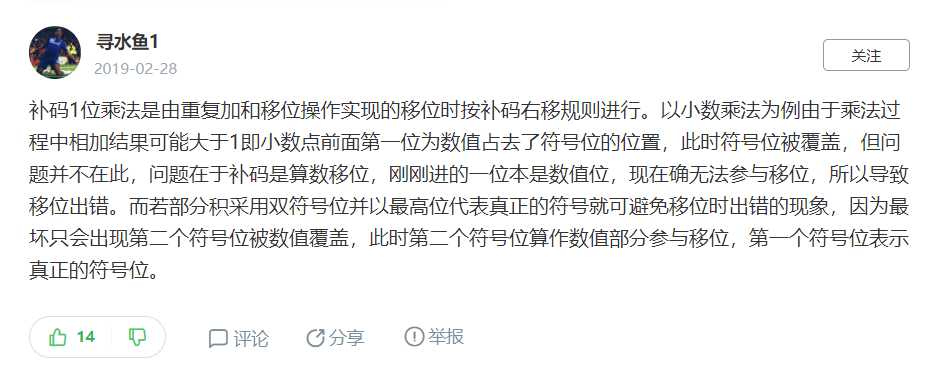 寻水鱼1
2019-02-28
关注
补码1位乘法是由重复加和移位操作实现的移位时按补码右移规则进行。以小数乘法为例由于乘法过
程中相加结果可能大于1即小数点前面第一位为数值占去了符号位的位置，此时符号位被覆盖，但问
题并不在此，问题在于补码是算数移位，刚刚进的一位本是数值位，现在确无法参与移位，所以导致
移位出错。而若部分积采用双符号位并以最高位代表真正的符号就可避免移位时出错的现象，因为最
坏只会出现第二个符号位被数值覆盖，此时第二个符号位算作数值部分参与移位，第一个符号位表示
真正的符号位。
14
评论
分享
举报